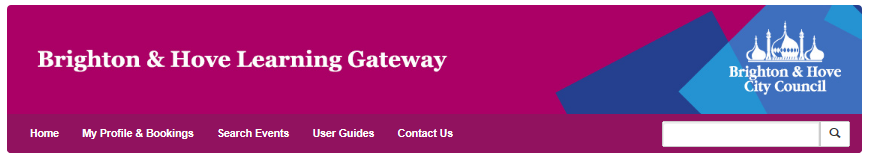 Brighton & Hove Learning Gateway
Brighton & Hove
City Council
Home My Profile & Bookings Search Events User Guides Contact Us